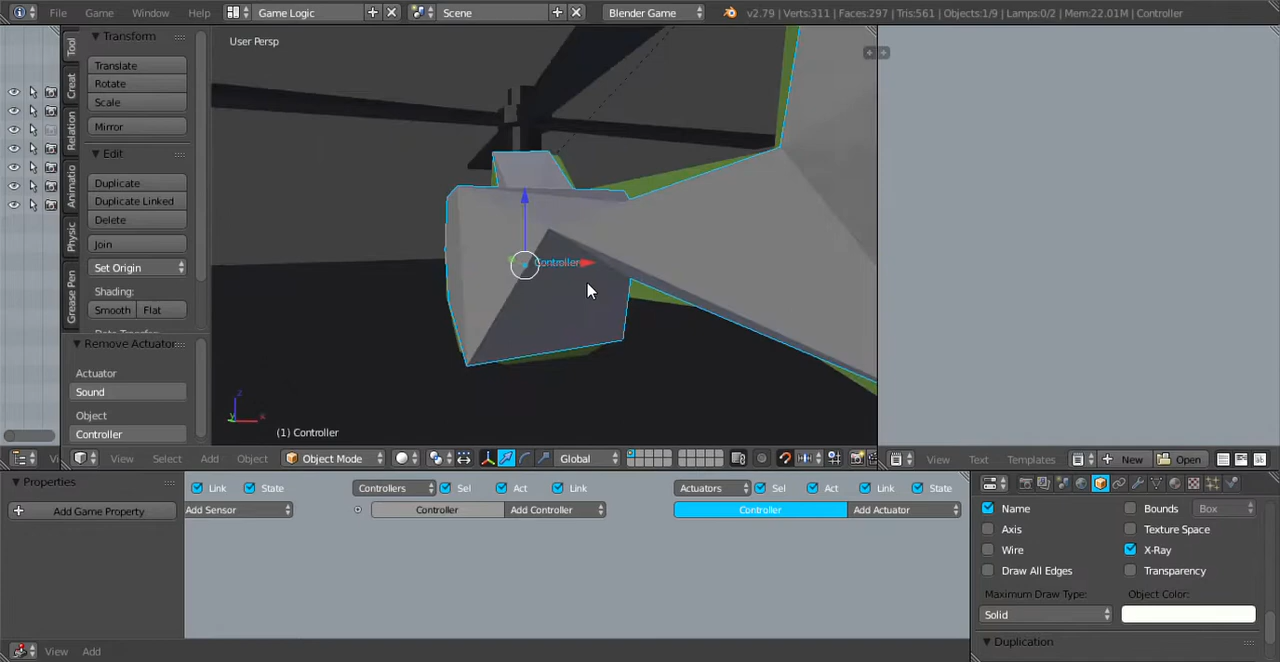 File Game Window Help Game Logic Scene Blender Game v2.79 | Verts:311 | Faces:297 | Tris:561 | Objects:1/9 | Lamps:0/2 | Mem:22.01M | Controller
Tool
Creat
Relation
Animatio
Physic
Grease Pen
Transform
Translate
Rotate
Scale
Mirror
Edit
Duplicate
Duplicate Linked
Delete
Join
Set Origin
Shading:
Smooth Flat
Remove Actuator
Actuator
Sound
Object
Controller
User Persp
Controller
z
x
(1) Controller
View Select Add Object Object Mode Global
View Text Templates New Open
Properties
Add Game Property
Link State Controllers Sel Act Link Actuators Sel Act Link State
Add Sensor Controller Add Controller Controller Add Actuator
Name Bounds Box
Axis Texture Space
Wire X-Ray
Draw All Edges Transparency
Maximum Draw Type: Object Color:
Solid
Duplication
View Add